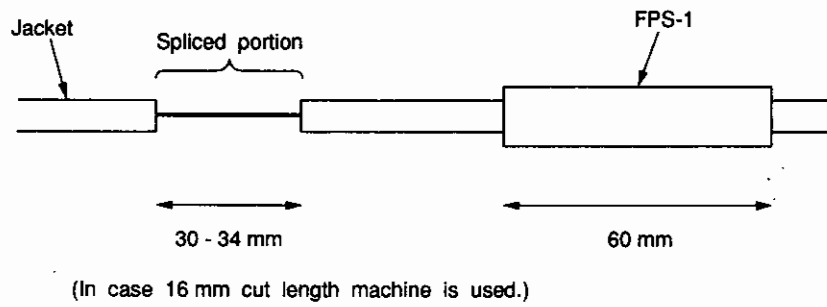 Jacket
Spliced portion
FPS-1
30 - 34 mm
60 mm
(In case 16 mm cut length machine is used.)